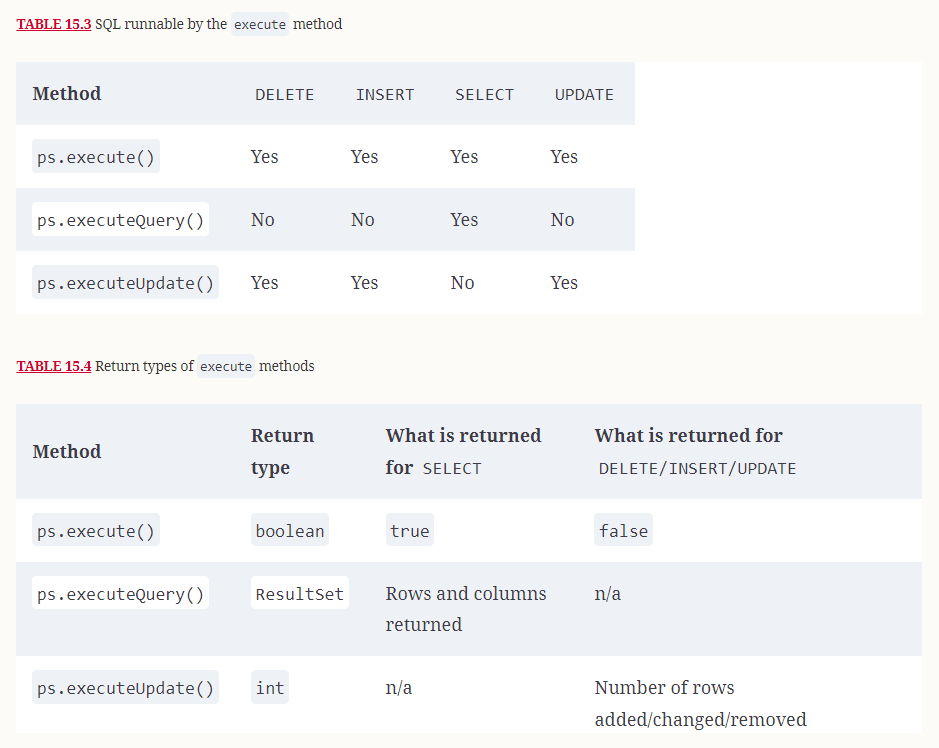 TABLE 15.3 SQL runnable by the execute method
Method DELETE INSERT SELECT UPDATE
ps.execute() Yes Yes Yes Yes
ps.executeQuery() No No Yes No
ps.executeUpdate() Yes Yes No Yes
TABLE 15.4 Return types of execute methods
Method Return type What is returned for SELECT What is returned for DELETE/INSERT/UPDATE
ps.execute() boolean true false
ps.executeQuery() ResultSet Rows and columns returned n/a
ps.executeUpdate() int n/a Number of rows added/changed/removed